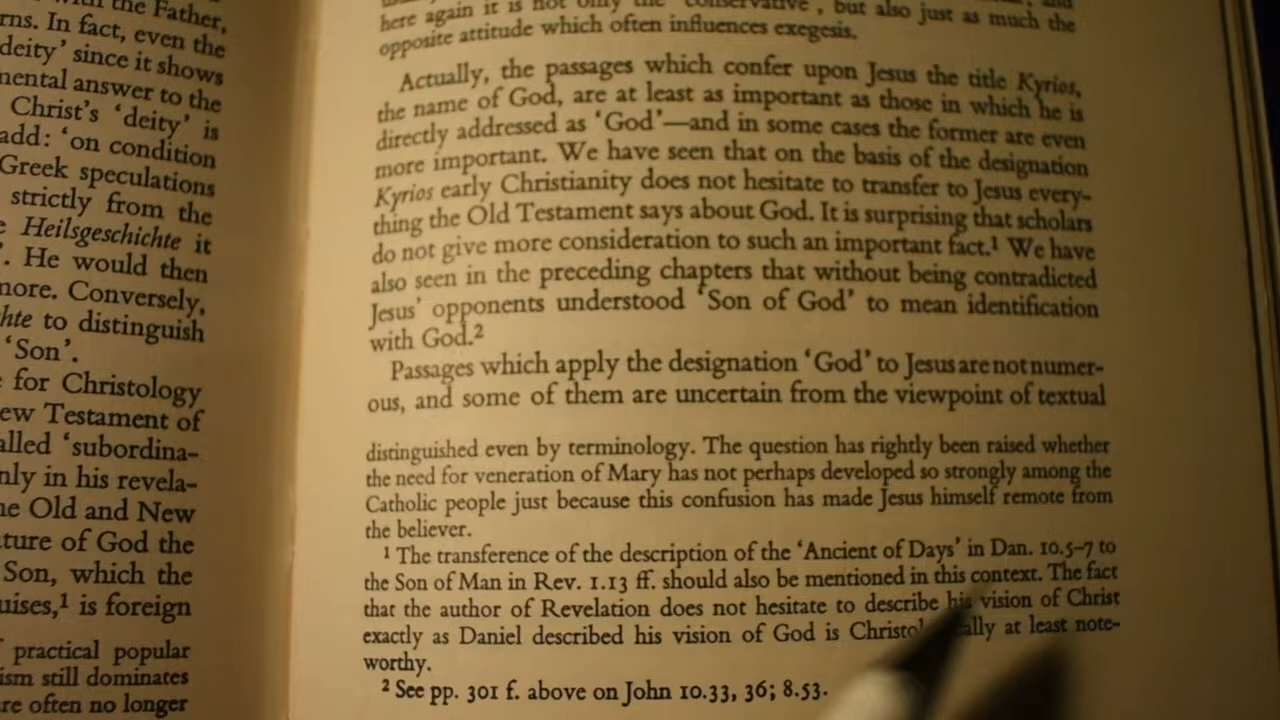 with the Father,
rns. In fact, even the
deity' since it shows
mental answer to the
Christ's 'deity' is
add: 'on condition
Greek speculations
strictly from the
Heilsgeschichte it
'. He would then
more. Conversely,
hte to distinguish
'Son'.
for Christology
ew Testament of
alled 'subordina-
nly in his revela-
he Old and New
ture of God the
Son, which the
uises,¹ is foreign
practical popular
ism still dominates
re often no longer
here again it is not only the 'conservative', but also just as much the
opposite attitude which often influences exegesis.
Actually, the passages which confer upon Jesus the title Kyrios,
the name of God, are at least as important as those in which he is
directly addressed as 'God'—and in some cases the former are even
more important. We have seen that on the basis of the designation
Kyrios early Christianity does not hesitate to transfer to Jesus every-
thing the Old Testament says about God. It is surprising that scholars
do not give more consideration to such an important fact.¹ We have
also seen in the preceding chapters that without being contradicted
Jesus' opponents understood 'Son of God' to mean identification
with God.²
Passages which apply the designation 'God' to Jesus are not numer-
ous, and some of them are uncertain from the viewpoint of textual
distinguished even by terminology. The question has rightly been raised whether
the need for veneration of Mary has not perhaps developed so strongly among the
Catholic people just because this confusion has made Jesus himself remote from
the believer.
¹ The transference of the description of the 'Ancient of Days' in Dan. 10.5-7 to
the Son of Man in Rev. 1.13 ff. should also be mentioned in this context. The fact
that the author of Revelation does not hesitate to describe his vision of Christ
exactly as Daniel described his vision of God is at least note-
worthy.
² See pp. 301 f. above on John 10.33, 36; 8.53.